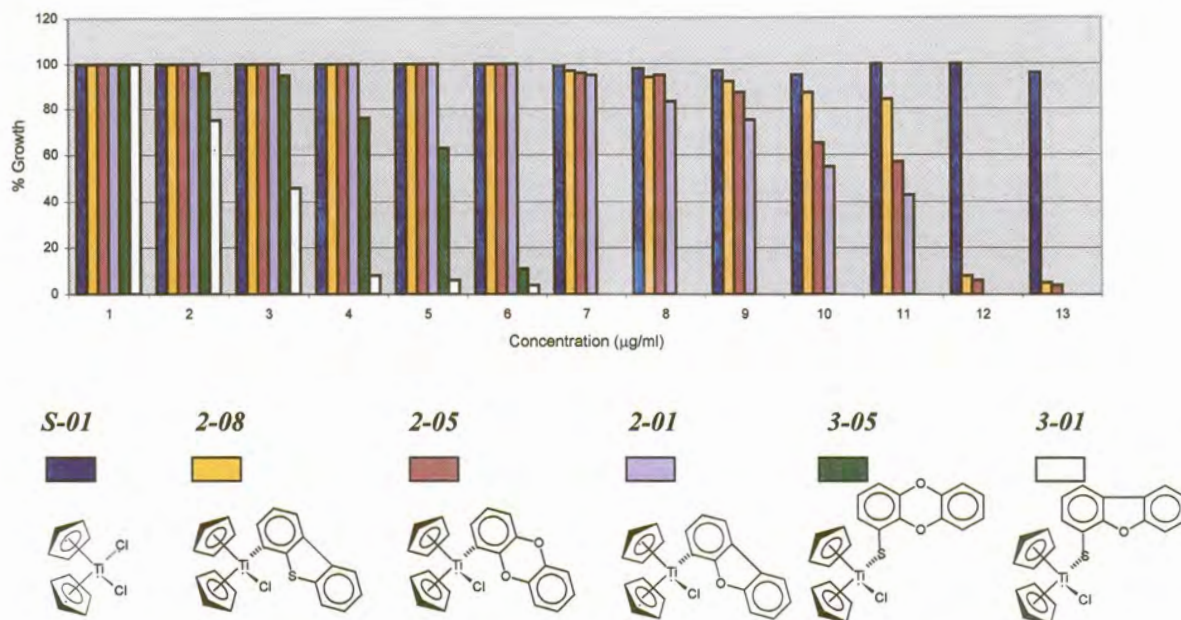 120
100
80
60
40
20
0
% Growth
1 2 3 4 5 6 7 8 9 10 11 12 13
Concentration (µg/ml)
S-01 2-08 2-05 2-01 3-05 3-01
Cl
Ti
Cl
Ti
Cl
S
Ti
Cl
O
O
Ti
Cl
O
O
O
S
Ti
Cl
O
S
Ti
Cl